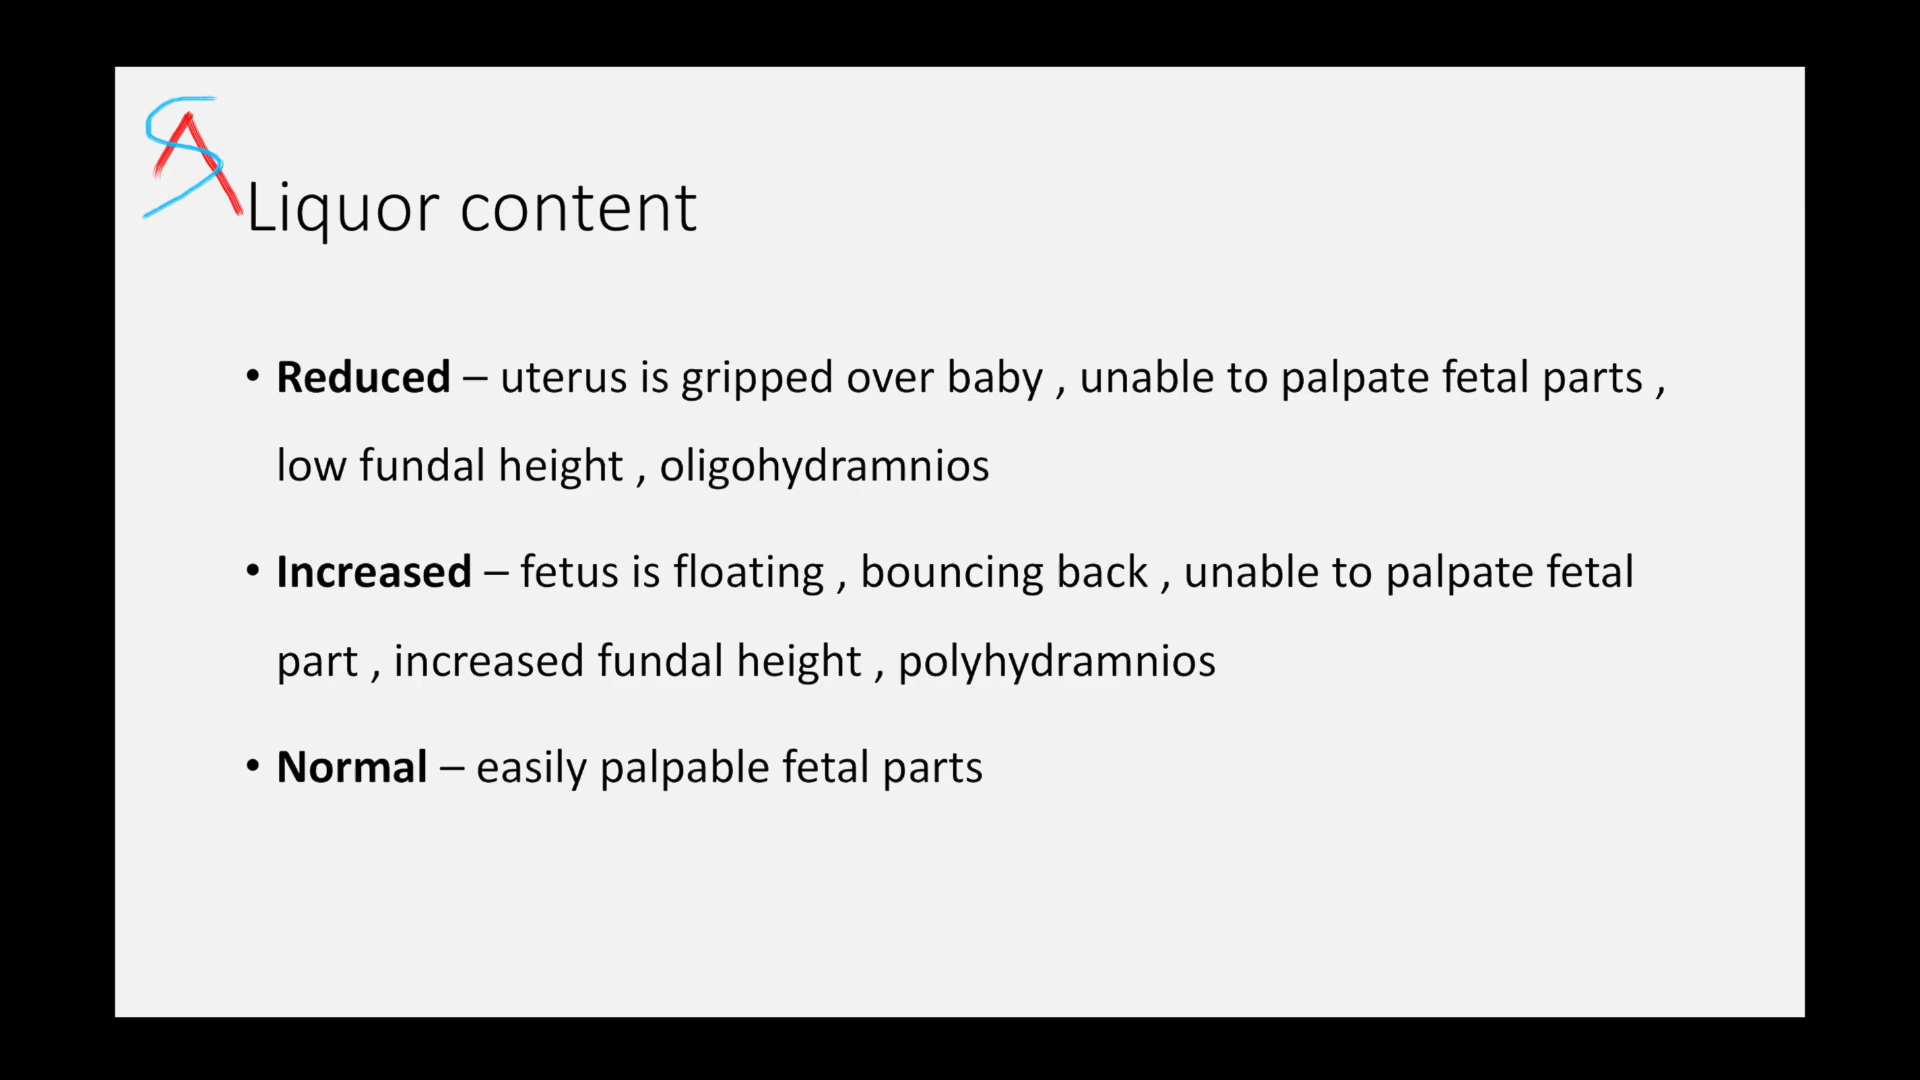 SA
Liquor content
• Reduced – uterus is gripped over baby , unable to palpate fetal parts ,
low fundal height , oligohydramnios
• Increased – fetus is floating , bouncing back , unable to palpate fetal
part , increased fundal height , polyhydramnios
• Normal – easily palpable fetal parts